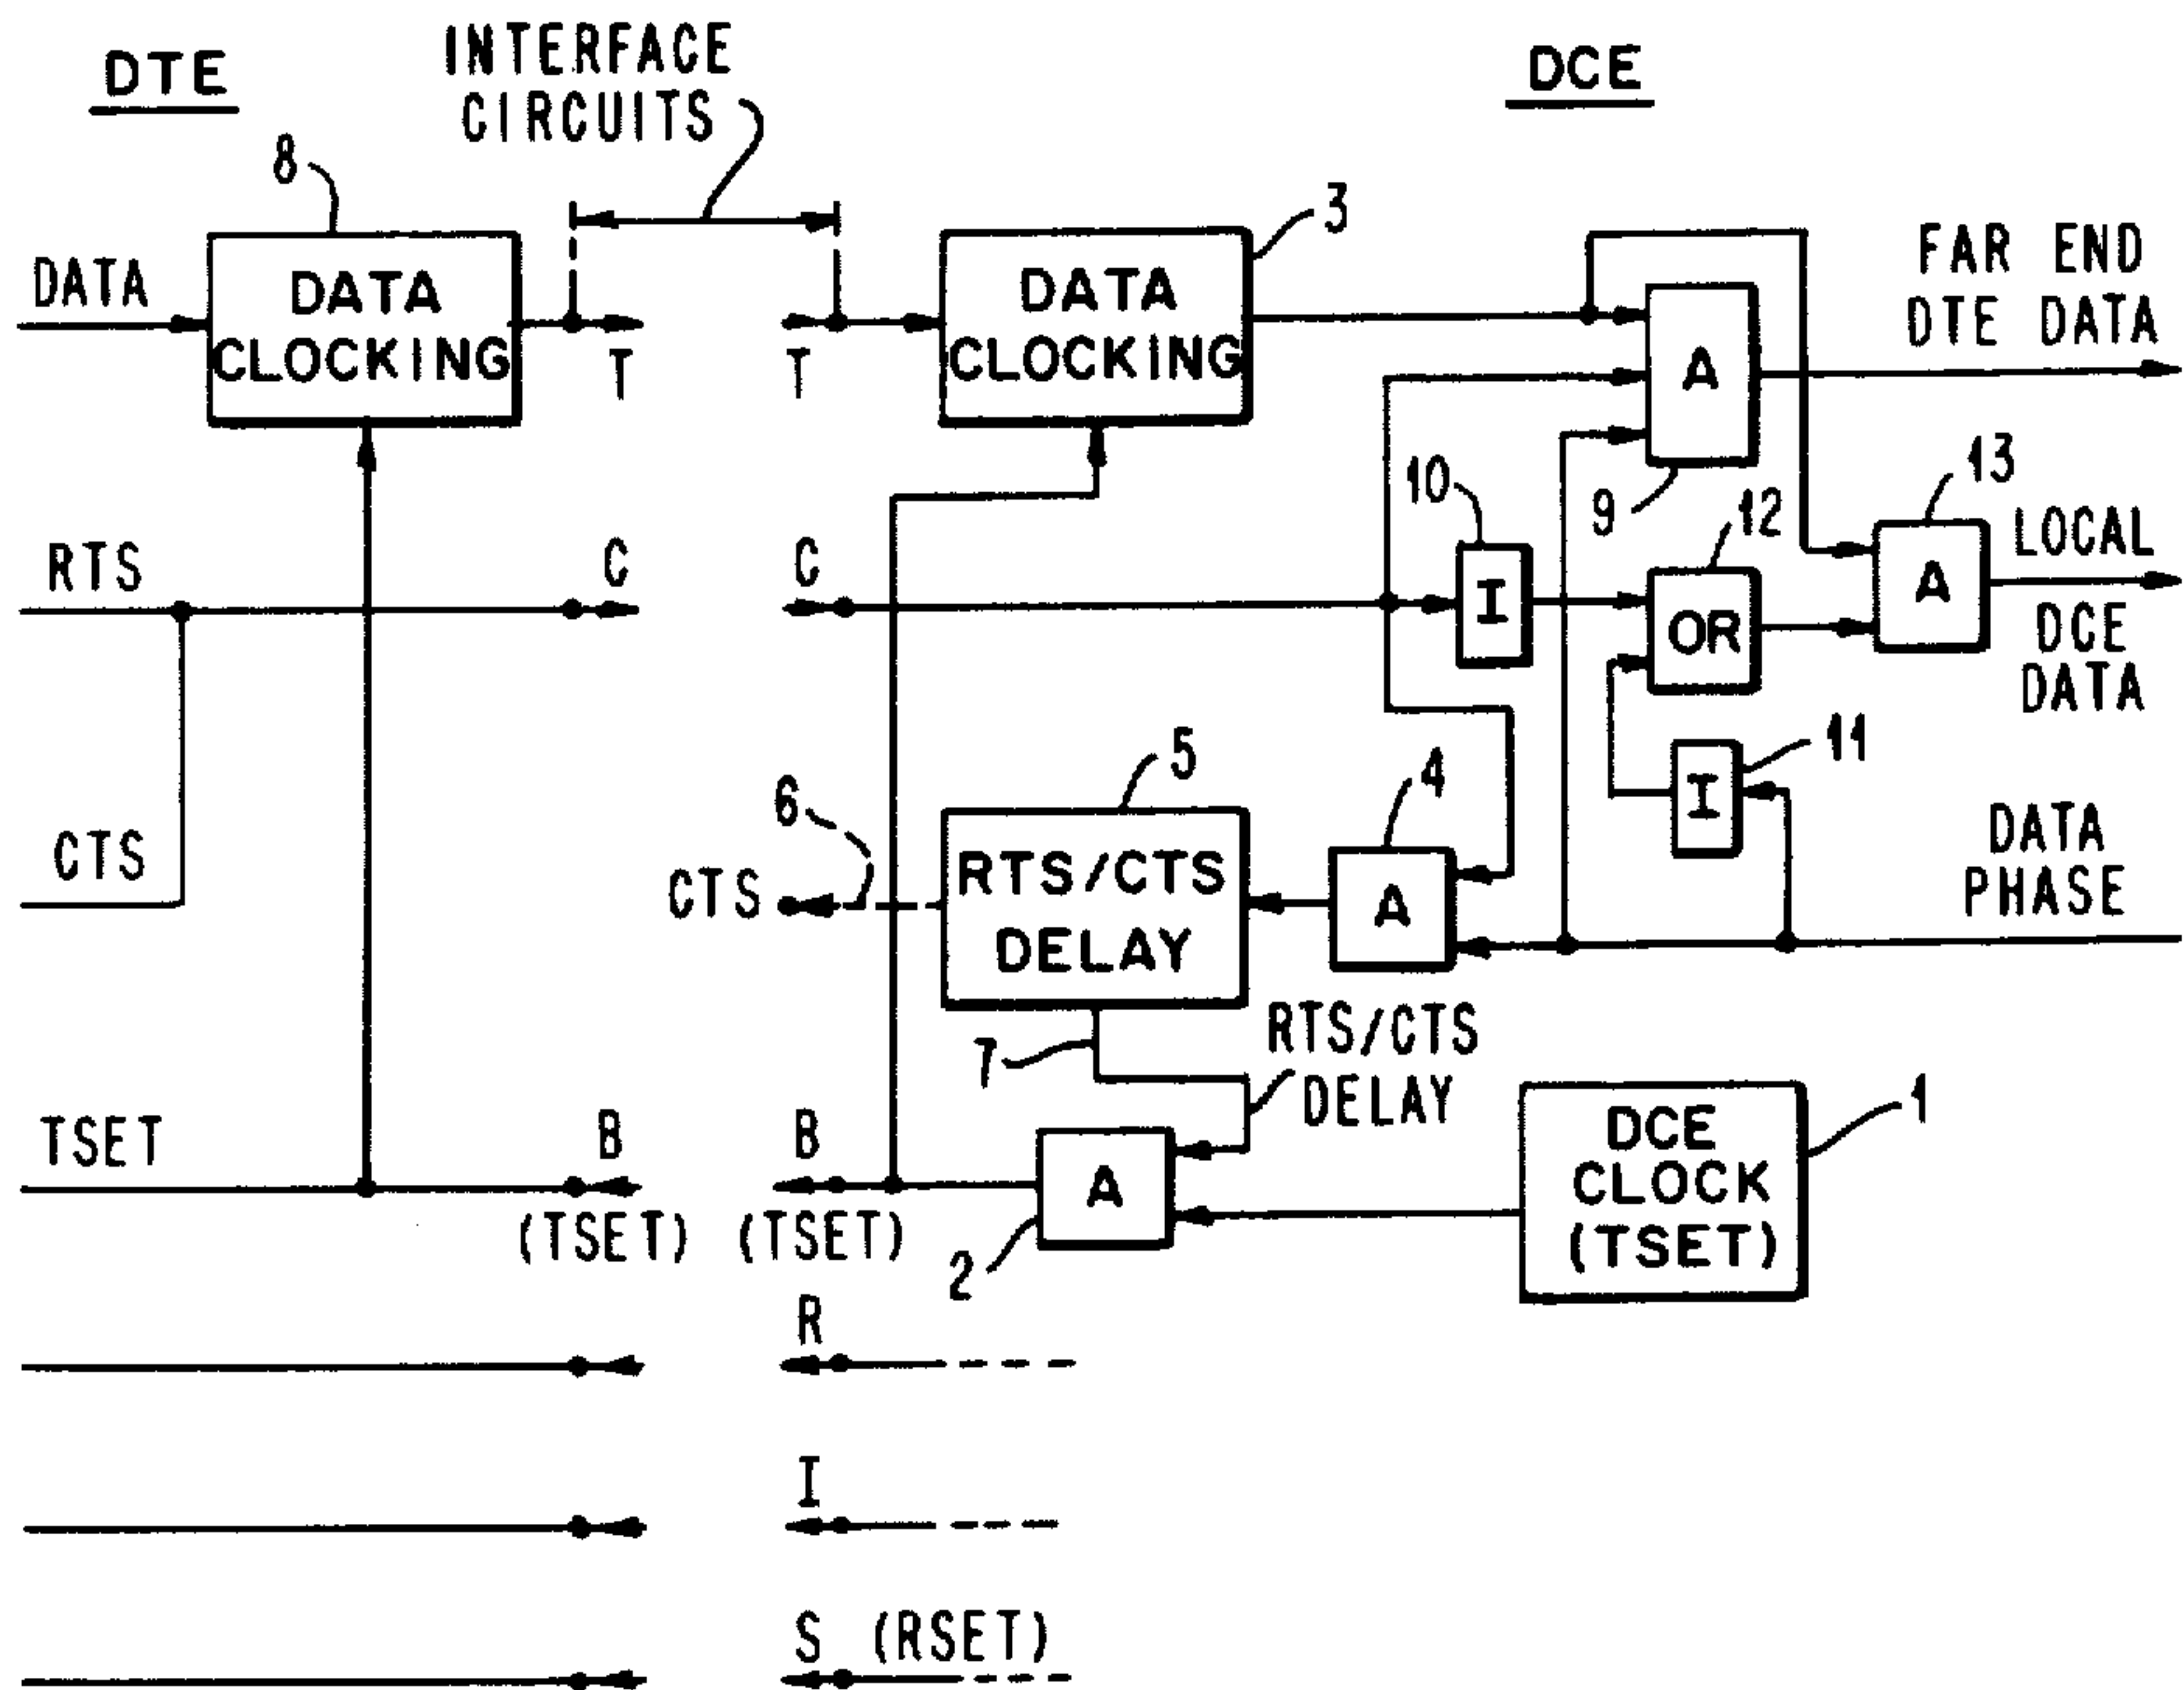 DTE
INTERFACE
CIRCUITS
DCE
8
3
DATA
DATA
CLOCKING
T
T
DATA
CLOCKING
A
FAR END
DTE DATA
9
10
12
13
RTS
C
C
I
OR
A
LOCAL
DCE
DATA
11
I
CTS
6
CTS
5
RTS/CTS
DELAY
4
A
DATA
PHASE
7
RTS/CTS
DELAY
TSET
B
(TSET)
B
(TSET)
A
2
DCE
CLOCK
(TSET)
1
R
I
S (RSET)